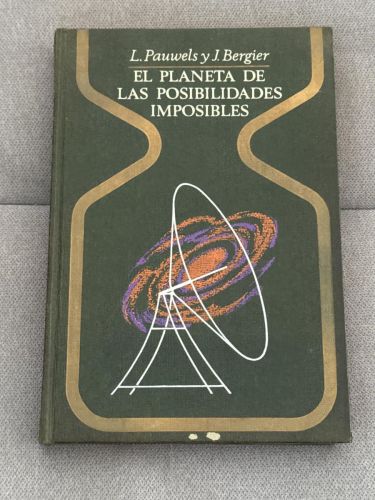 L. Pauwels y J. Bergier
EL PLANETA DE
LAS POSIBILIDADES
IMPOSIBLES